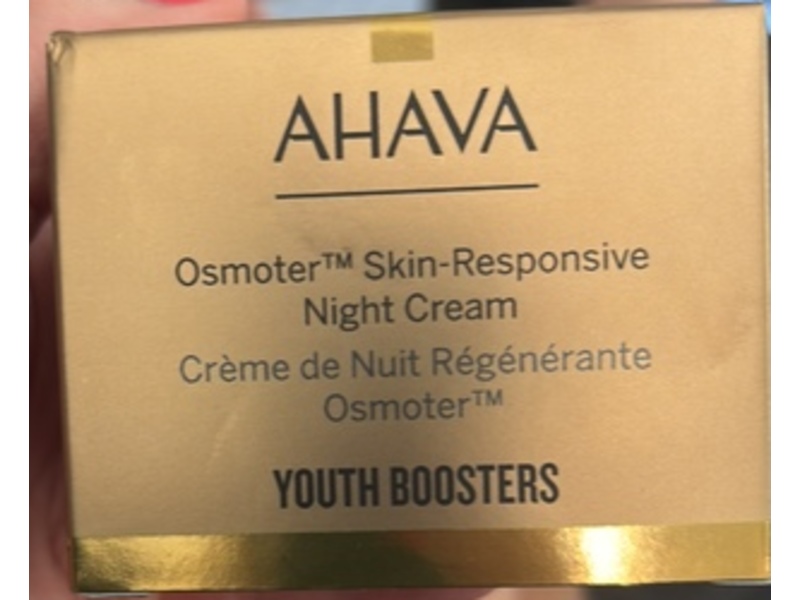 AHAVA
Osmoter™ Skin-Responsive
Night Cream
Crème de Nuit Régénérante
Osmoter™
YOUTH BOOSTERS